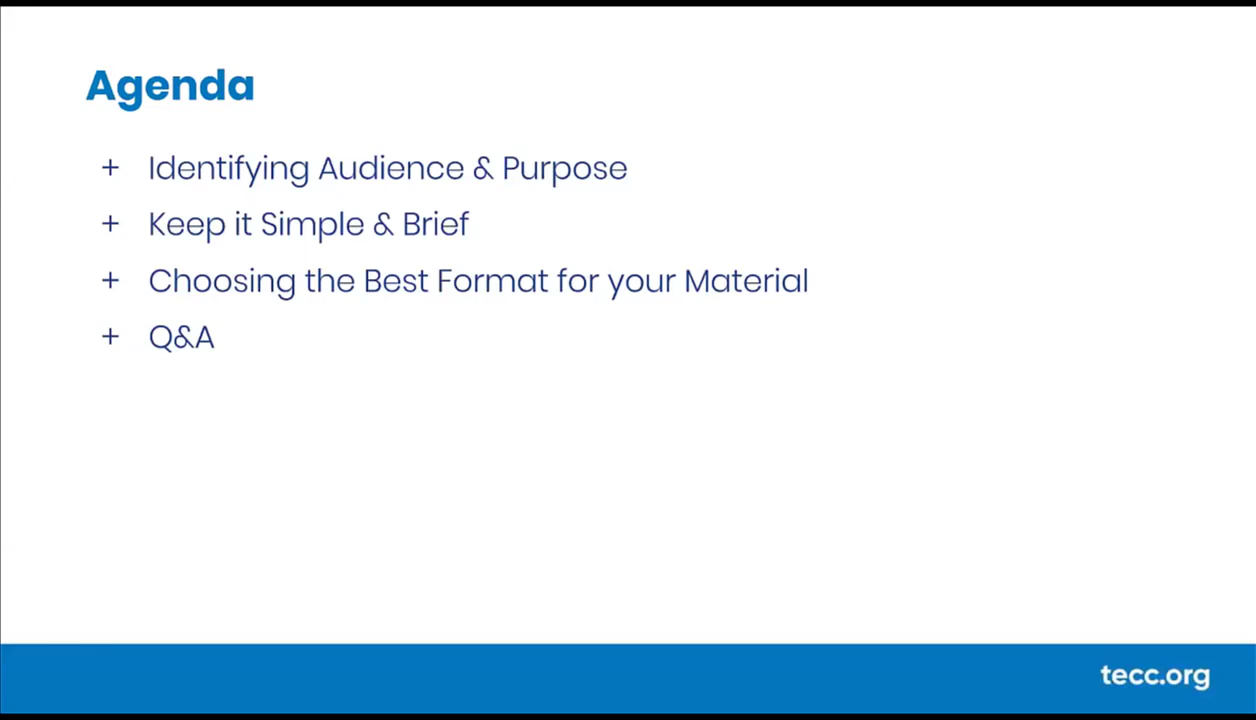 Agenda
+ Identifying Audience & Purpose
+ Keep it Simple & Brief
+ Choosing the Best Format for your Material
+ Q&A
tecc.org